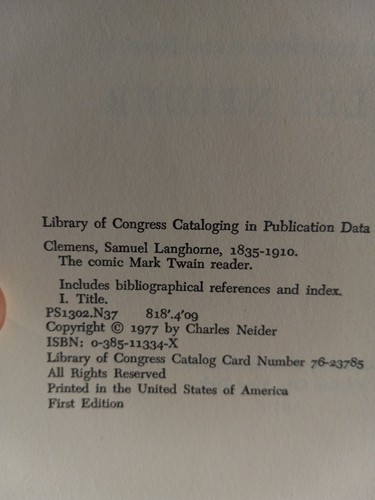 Library of Congress Cataloging in Publication Data
Clemens, Samuel Langhorne, 1835-1910.
The comic Mark Twain reader.
Includes bibliographical references and index.
I. Title.
PS1302.N37 818'.4'09
Copyright © 1977 by Charles Neider
ISBN: 0-385-11334-X
Library of Congress Catalog Card Number 76-23785
All Rights Reserved
Printed in the United States of America
First Edition